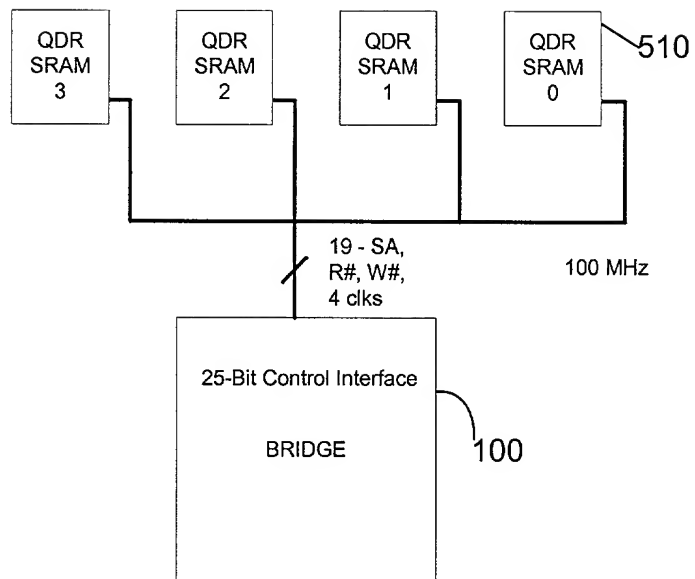 QDR
SRAM
3
QDR
SRAM
2
QDR
SRAM
1
QDR
SRAM
0
510
19 - SA,
R#, W#,
4 clks
100 MHz
25-Bit Control Interface
BRIDGE
100